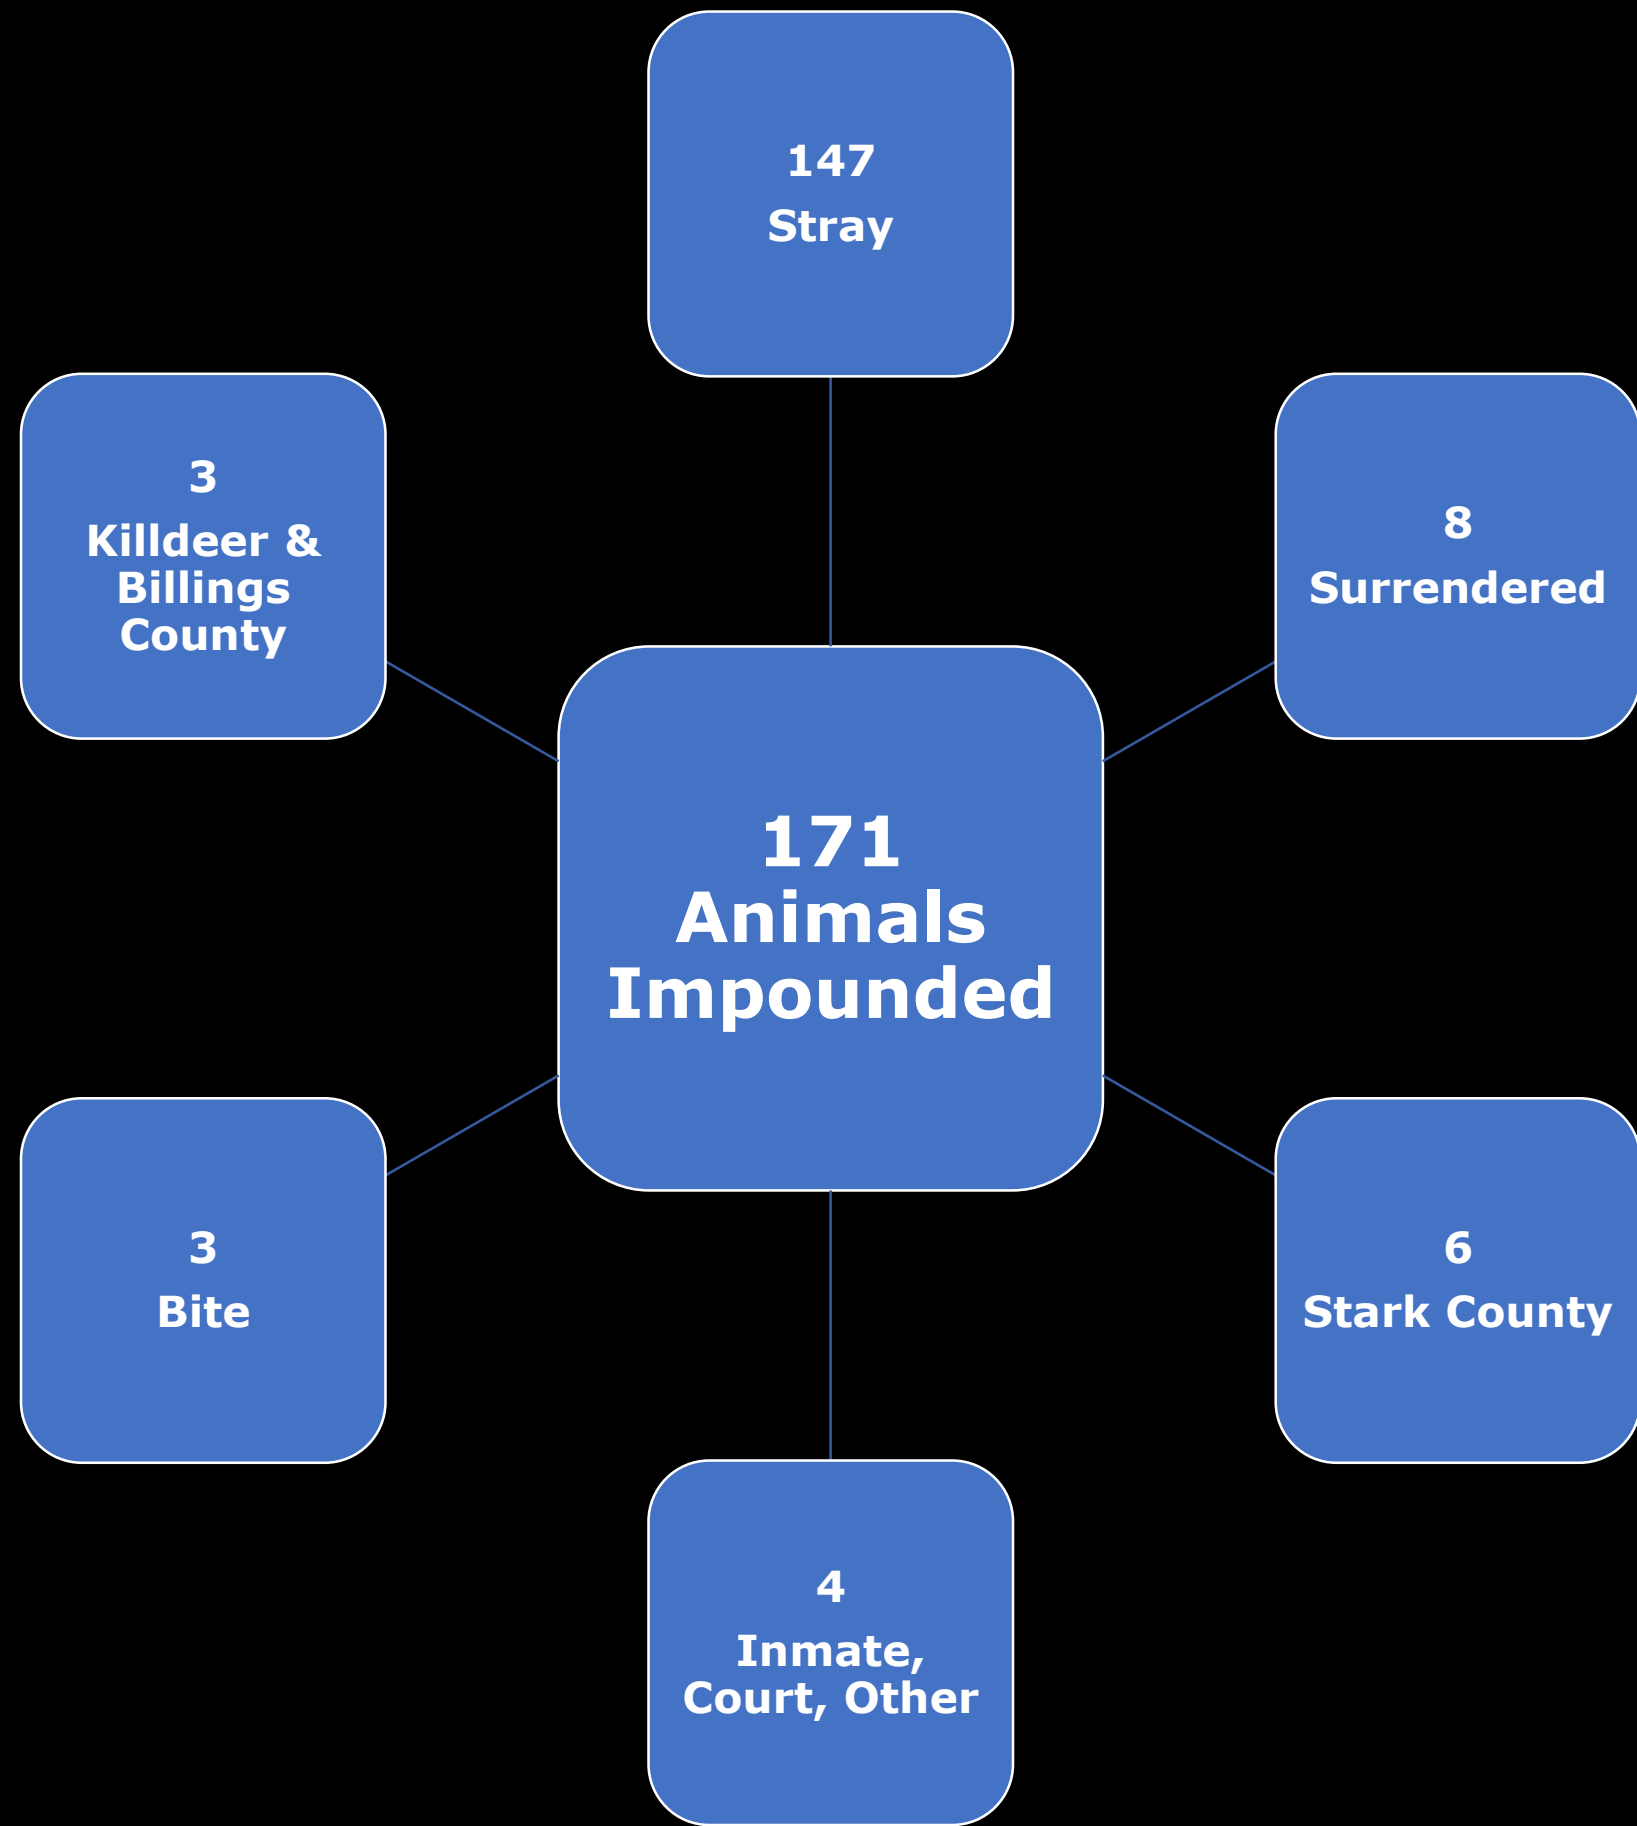 147
Stray
3
Killdeer &
Billings
County
8
Surrendered
171
Animals
Impounded
3
Bite
6
Stark County
4
Inmate,
Court, Other